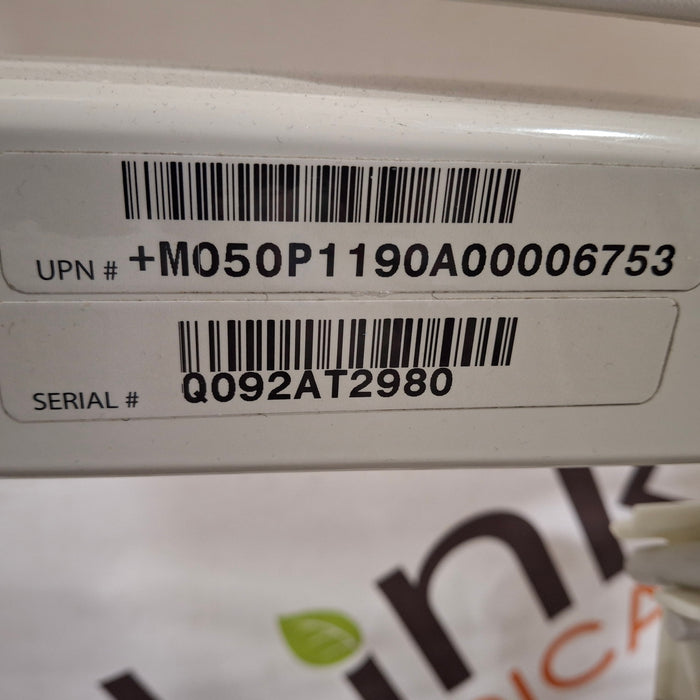 UPN # +M050P1190A00006753
SERIAL # Q092AT2980